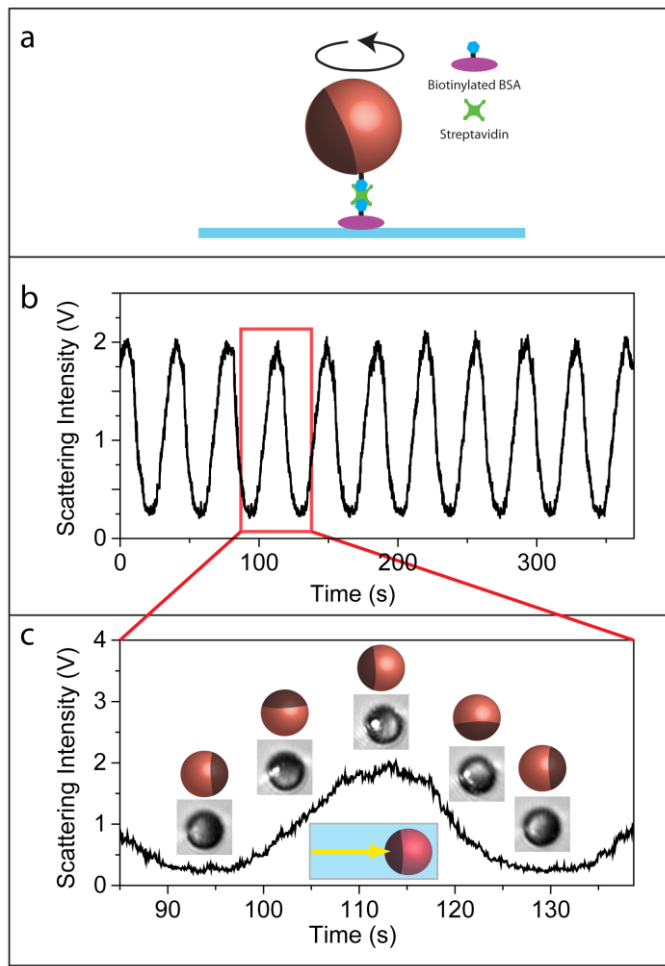 a
Biotinylated BSA
Streptavidin
b
Scattering Intensity (V)
2
1
0
0 100 200 300
Time (s)
c
Scattering Intensity (V)
4
3
2
1
0
90 100 110 120 130
Time (s)